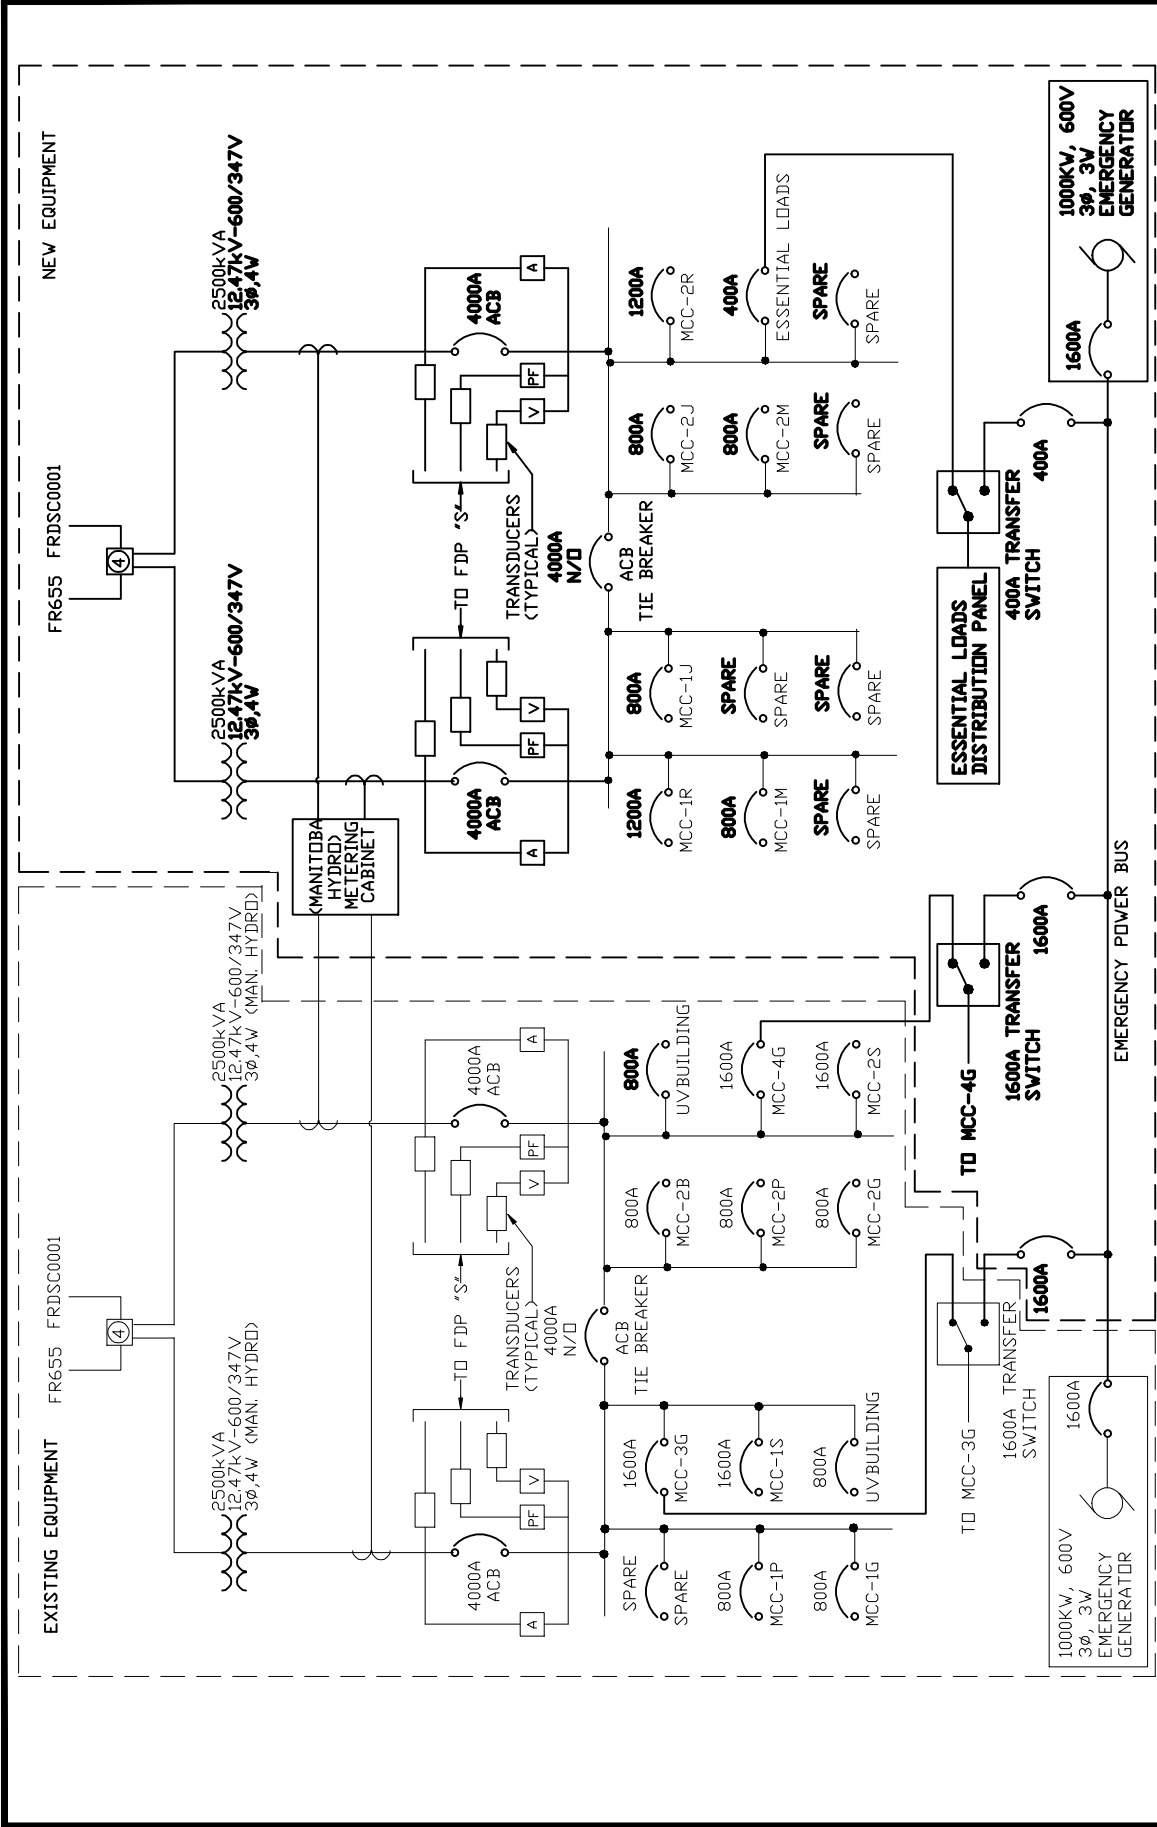 EXISTING EQUIPMENT
FR655 FRDSC0001
4
2500kVA
12.47kV-600/347V
3Ø,4W (MAN. HYDRO)
2500kVA
12.47kV-600/347V
3Ø,4W (MAN. HYDRO)
(MANITOBA
HYDRO)
METERING
CABINET
4000A
ACB
A
PF
V
TO FDP "S"
TRANSDUCERS
(TYPICAL)
4000A
N/O
ACB
TIE BREAKER
4000A
ACB
V
PF
A
SPARE
SPARE
1600A
MCC-3G
800A
MCC-2B
800A
UVBUILDING
800A
MCC-1P
1600A
MCC-1S
800A
MCC-2P
1600A
MCC-4G
800A
MCC-1G
800A
UVBUILDING
800A
MCC-2G
1600A
MCC-2S
TO MCC-3G
1600A TRANSFER
SWITCH
1600A
1000KW, 600V
3Ø, 3W
EMERGENCY
GENERATOR
1600A
NEW EQUIPMENT
FR655 FRDSC0001
4
2500kVA
12.47kV-600/347V
3Ø,4W
2500kVA
12.47kV-600/347V
3Ø,4W
4000A
ACB
A
PF
V
TO FDP "S"
TRANSDUCERS
(TYPICAL)
4000A
N/O
ACB
TIE BREAKER
4000A
ACB
V
PF
A
1200A
MCC-1R
800A
MCC-1J
800A
MCC-2J
1200A
MCC-2R
800A
MCC-1M
SPARE
SPARE
800A
MCC-2M
400A
ESSENTIAL LOADS
SPARE
SPARE
SPARE
SPARE
SPARE
SPARE
SPARE
SPARE
TO MCC-4G
1600A TRANSFER
SWITCH
1600A
ESSENTIAL LOADS
DISTRIBUTION PANEL
400A TRANSFER
SWITCH
400A
EMERGENCY POWER BUS
1600A
1000KW, 600V
3Ø, 3W
EMERGENCY
GENERATOR